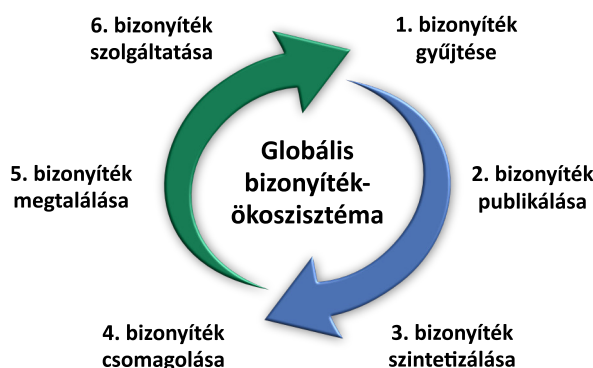 6. bizonyíték
szolgáltatása
1. bizonyíték
gyűjtése
Globális
bizonyíték-
ökoszisztéma
5. bizonyíték
megtalálása
2. bizonyíték
publikálása
4. bizonyíték
csomagolása
3. bizonyíték
szintetizálása